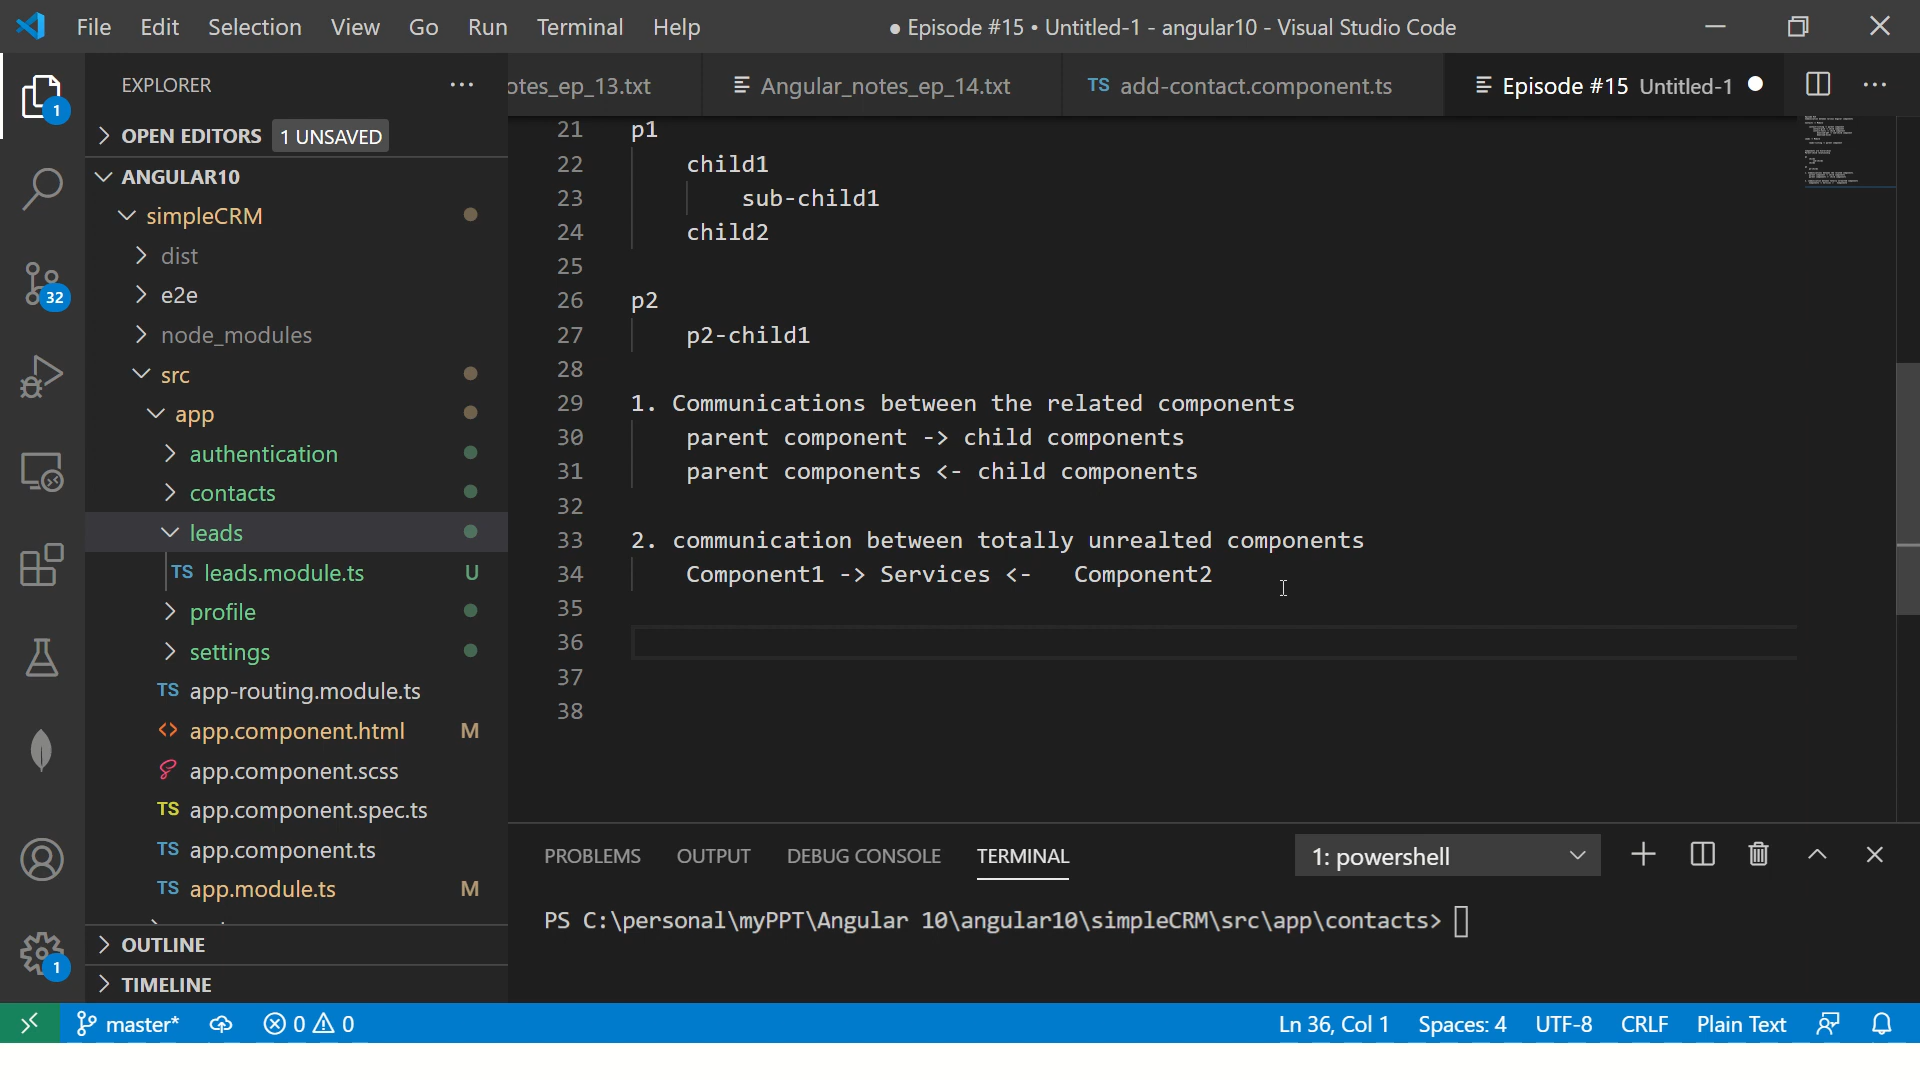 File Edit Selection View Go Run Terminal Help ● Episode #15 • Untitled-1 - angular10 - Visual Studio Code
EXPLORER ... otes_ep_13.txt Angular_notes_ep_14.txt TS add-contact.component.ts Episode #15 Untitled-1 ● ...
1
OPEN EDITORS 1 UNSAVED
ANGULAR10
simpleCRM
dist
32
e2e
node_modules
src
app
authentication
contacts
leads
TS leads.module.ts U
profile
settings
TS app-routing.module.ts
<> app.component.html M
app.component.scss
TS app.component.spec.ts
TS app.component.ts
TS app.module.ts M
OUTLINE
1
TIMELINE
21 p1
22 child1
23 sub-child1
24 child2
25
26 p2
27 p2-child1
28
29 1. Communications between the related components
30 parent component -> child components
31 parent components <- child components
32
33 2. communication between totally unrealted components
34 Component1 -> Services <- Component2
35
36
37
38
PROBLEMS OUTPUT DEBUG CONSOLE TERMINAL 1: powershell
PS C:\personal\myPPT\Angular 10\angular10\simpleCRM\src\app\contacts>
master* 0 0 Ln 36, Col 1 Spaces: 4 UTF-8 CRLF Plain Text